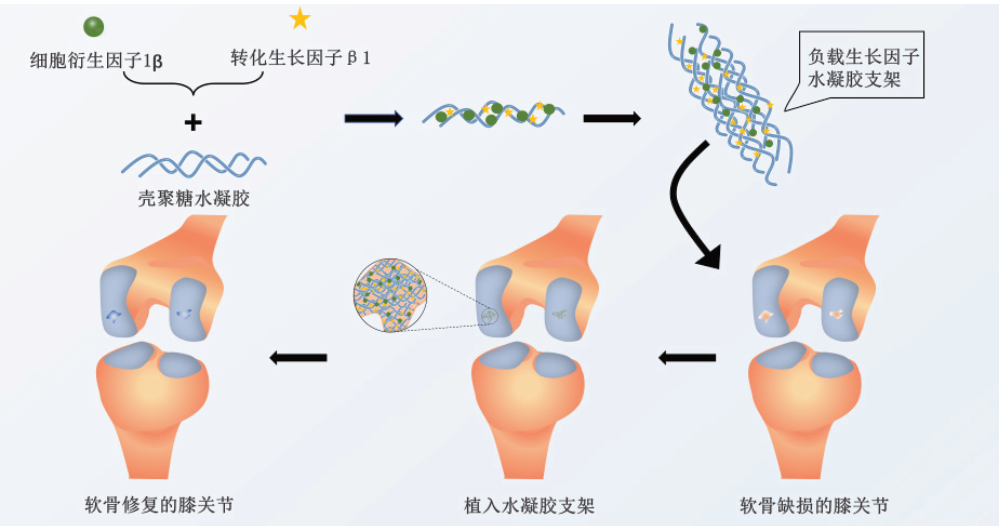 细胞衍生因子1β
转化生长因子β1
+
壳聚糖水凝胶
负载生长因子
水凝胶支架
软骨修复的膝关节
植入水凝胶支架
软骨缺损的膝关节